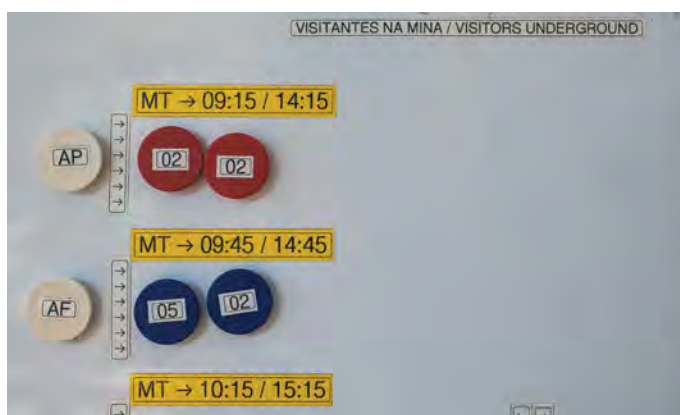 VISITANTES NA MINA / VISITORS UNDERGROUND
MT → 09:15 / 14:15
AP → → → → → → 02 02
MT → 09:45 / 14:45
AF → → → → → → 05 02
MT → 10:15 / 15:15
→